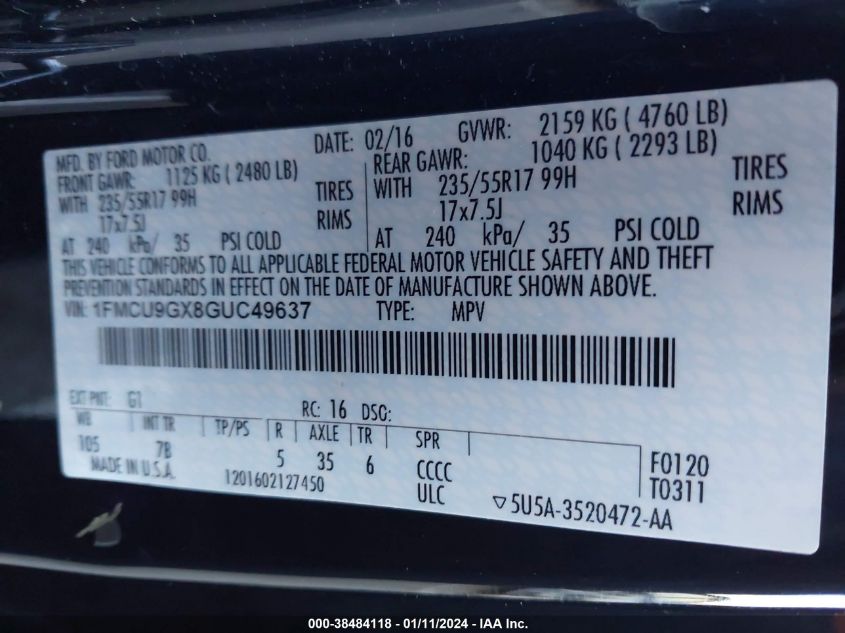 MFD. BY FORD MOTOR CO. DATE: 02/16 GVWR: 2159 KG ( 4760 LB)
FRONT GAWR: 1125 KG ( 2480 LB) REAR GAWR: 1040 KG ( 2293 LB)
WITH 235/55R17 99H TIRES WITH 235/55R17 99H TIRES
17x7.5J RIMS 17x7.5J RIMS
AT 240 kPa/ 35 PSI COLD AT 240 kPa/ 35 PSI COLD
THIS VEHICLE CONFORMS TO ALL APPLICABLE FEDERAL MOTOR VEHICLE SAFETY AND THEFT
PREVENTION STANDARDS IN EFFECT ON THE DATE OF MANUFACTURE SHOWN ABOVE.
VIN: 1FMCU9GX8GUC49637 TYPE: MPV
EXT PNT: G1 RC: 16 DSO:
WB INT TR TP/PS R AXLE TR SPR
105 7B 5 35 6 CCCC F0120
MADE IN U.S.A. 1201602127450 ULC T0311
▽5U5A-3520472-AA
000-38484118 - 01/11/2024 - IAA Inc.